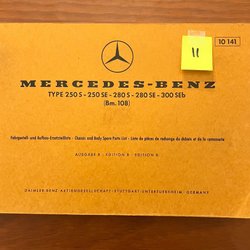 10 141
11
MERCEDES-BENZ
TYPE 250 S - 250 SE - 280 S - 280 SE - 300 SEb
(Bm. 108)
Fahrgestell- und Aufbau-Ersatzteilliste - Chassis and Body Spare Parts List - Liste de pièces de rechange du châssis et de la carrosserie
AUSGABE B - EDITION B - EDITION B
DAIMLER-BENZ AKTIENGESELLSCHAFT · STUTTGART-UNTERTUERKHEIM · GERMANY